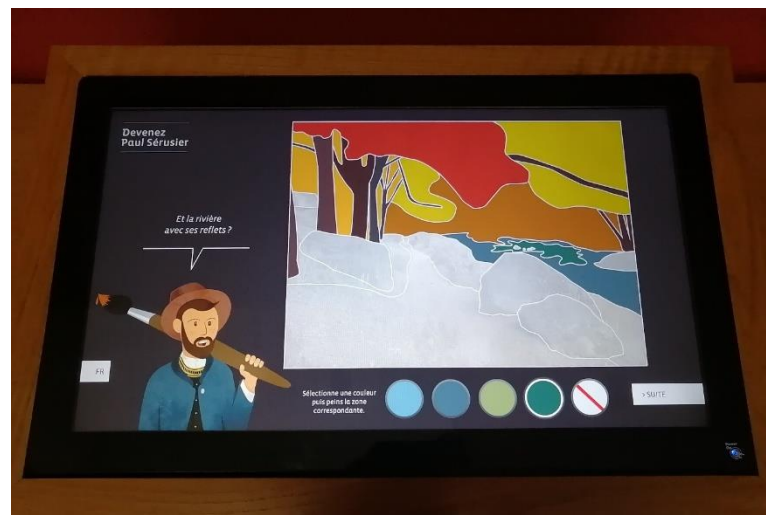 Devenez
Paul Sérusier
Et la rivière
avec ses reflets ?
FR
Sélectionne une couleur
puis peins la zone
correspondante.
> SUITE